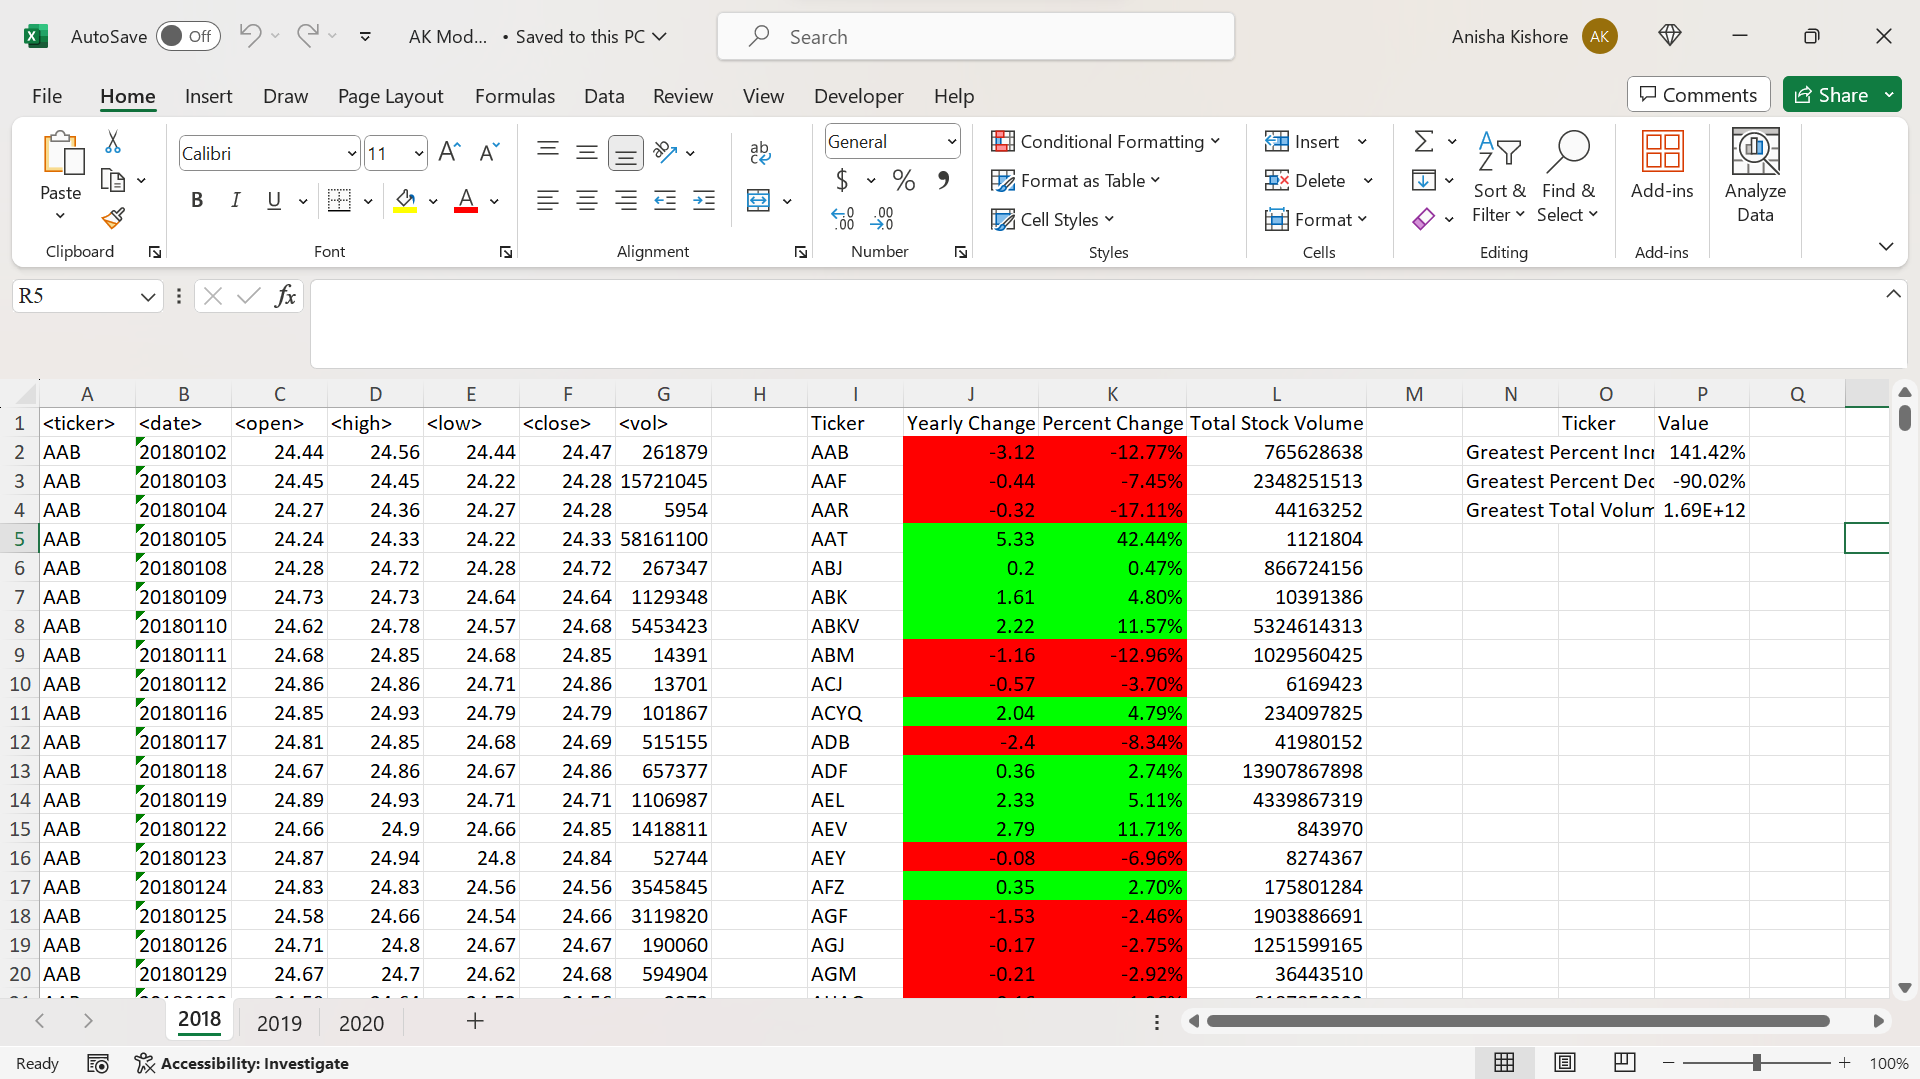 AutoSave Off AK Mod... • Saved to this PC Search Anisha Kishore AK
File Home Insert Draw Page Layout Formulas Data Review View Developer Help Comments Share
Paste Calibri 11 General Conditional Formatting Format as Table Cell Styles Insert Delete Format Sort & Filter Find & Select Add-ins Analyze Data
Clipboard Font Alignment Number Styles Cells Editing Add-ins
R5 fx
A B C D E F G H I J K L M N O P Q
1 <ticker> <date> <open> <high> <low> <close> <vol> Ticker Yearly Change Percent Change Total Stock Volume Ticker Value
2 AAB 20180102 24.44 24.56 24.44 24.47 261879 AAB -3.12 -12.77% 765628638 Greatest Percent Incr 141.42%
3 AAB 20180103 24.45 24.45 24.22 24.28 15721045 AAF -0.44 -7.45% 2348251513 Greatest Percent Dec -90.02%
4 AAB 20180104 24.27 24.36 24.27 24.28 5954 AAR -0.32 -17.11% 44163252 Greatest Total Volum 1.69E+12
5 AAB 20180105 24.24 24.33 24.22 24.33 58161100 AAT 5.33 42.44% 1121804
6 AAB 20180108 24.28 24.72 24.28 24.72 267347 ABJ 0.2 0.47% 866724156
7 AAB 20180109 24.73 24.73 24.64 24.64 1129348 ABK 1.61 4.80% 10391386
8 AAB 20180110 24.62 24.78 24.57 24.68 5453423 ABKV 2.22 11.57% 5324614313
9 AAB 20180111 24.68 24.85 24.68 24.85 14391 ABM -1.16 -12.96% 1029560425
10 AAB 20180112 24.86 24.86 24.71 24.86 13701 ACJ -0.57 -3.70% 6169423
11 AAB 20180116 24.85 24.93 24.79 24.79 101867 ACYQ 2.04 4.79% 234097825
12 AAB 20180117 24.81 24.85 24.68 24.69 515155 ADB -2.4 -8.34% 41980152
13 AAB 20180118 24.67 24.86 24.67 24.86 657377 ADF 0.36 2.74% 13907867898
14 AAB 20180119 24.89 24.93 24.71 24.71 1106987 AEL 2.33 5.11% 4339867319
15 AAB 20180122 24.66 24.9 24.66 24.85 1418811 AEV 2.79 11.71% 843970
16 AAB 20180123 24.87 24.94 24.8 24.84 52744 AEY -0.08 -6.96% 8274367
17 AAB 20180124 24.83 24.83 24.56 24.56 3545845 AFZ 0.35 2.70% 175801284
18 AAB 20180125 24.58 24.66 24.54 24.66 3119820 AGF -1.53 -2.46% 1903886691
19 AAB 20180126 24.71 24.8 24.67 24.67 190060 AGJ -0.17 -2.75% 1251599165
20 AAB 20180129 24.67 24.7 24.62 24.68 594904 AGM -0.21 -2.92% 36443510
2018 2019 2020
Ready Accessibility: Investigate 100%